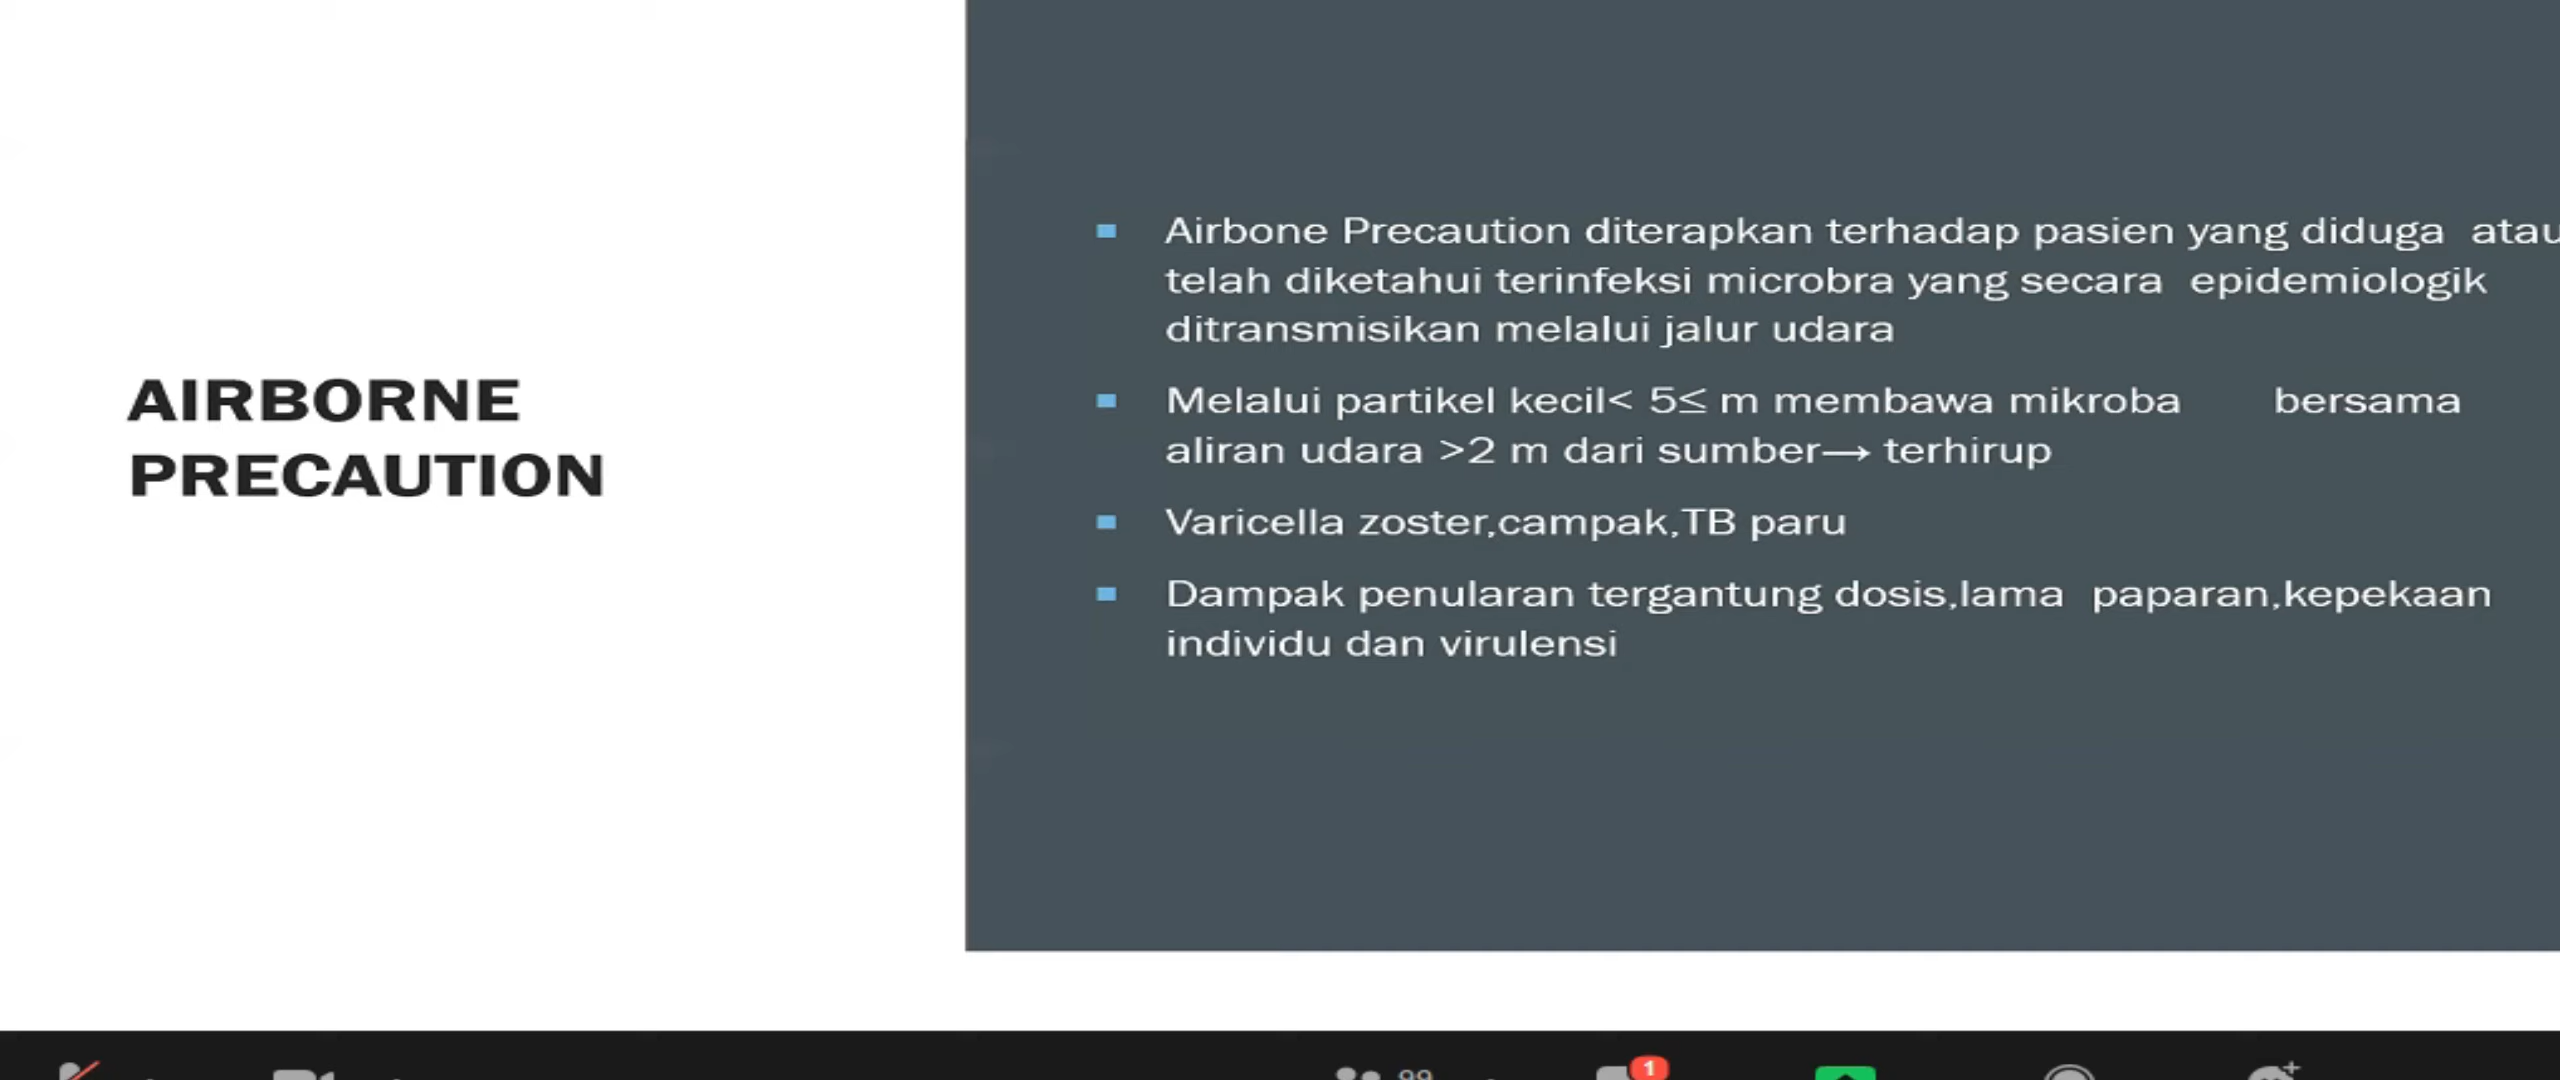 AIRBORNE
PRECAUTION
Airbone Precaution diterapkan terhadap pasien yang diduga atau
telah diketahui terinfeksi microbra yang secara epidemiologik
ditransmisikan melalui jalur udara
Melalui partikel kecil< 5≤ m membawa mikroba bersama
aliran udara >2 m dari sumber→ terhirup
Varicella zoster,campak,TB paru
Dampak penularan tergantung dosis,lama paparan,kepekaan
individu dan virulensi
99
1